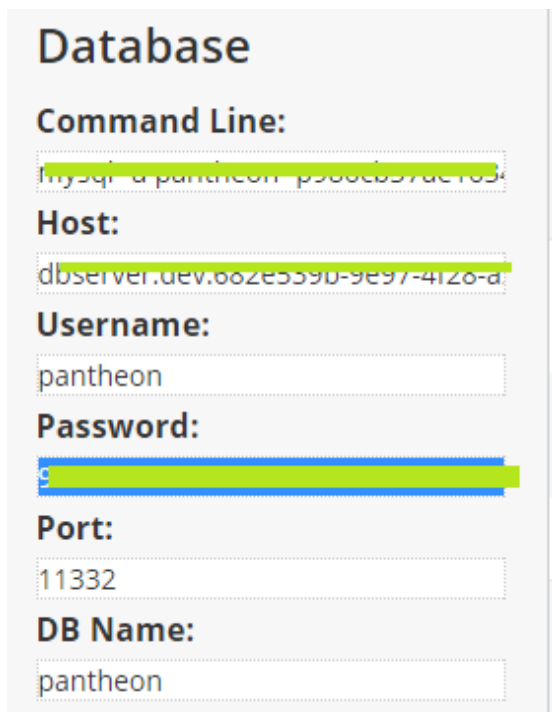 Database
Command Line:
Host:
Username:
pantheon
Password:
Port:
11332
DB Name:
pantheon